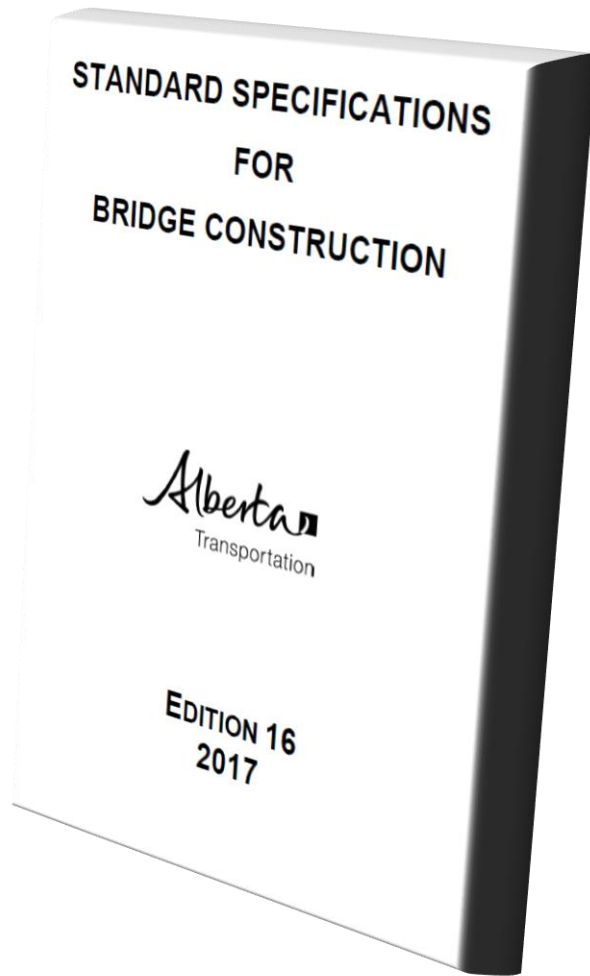 STANDARD SPECIFICATIONS
FOR
BRIDGE CONSTRUCTION
Alberta
Transportation
EDITION 16
2017